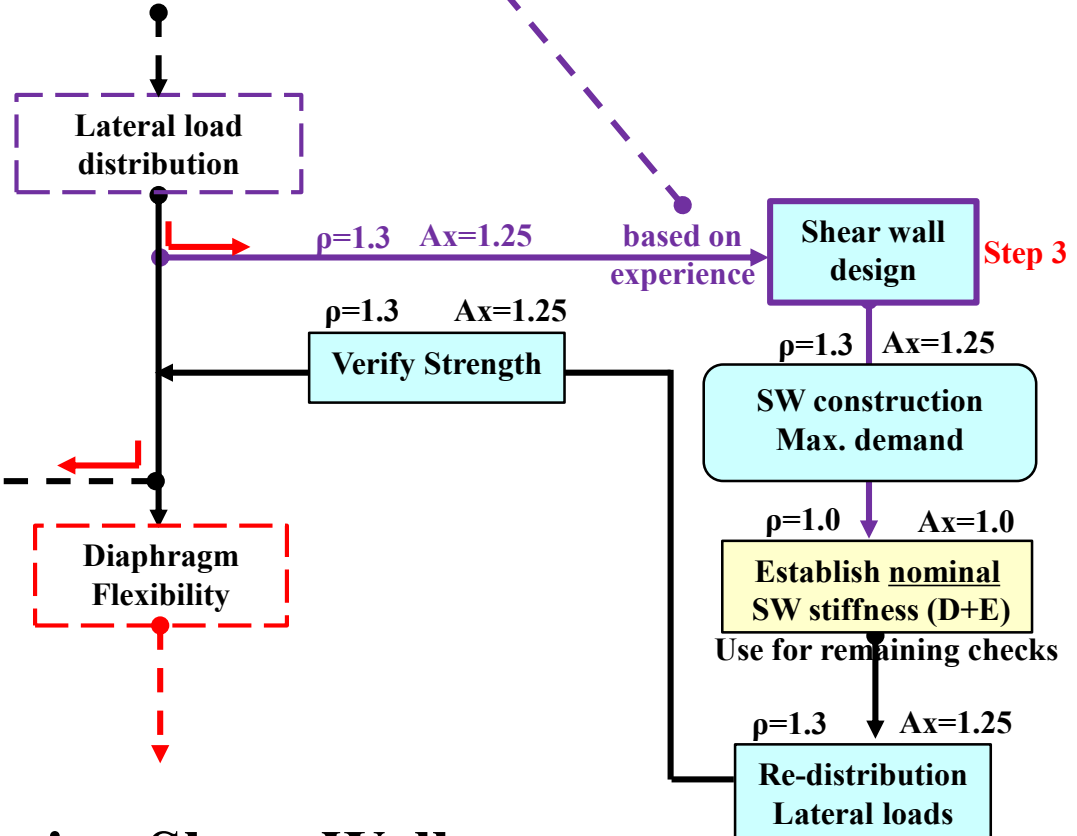 Lateral load
distribution
ρ=1.3 Ax=1.25
based on
experience
Shear wall
design
Step 3
ρ=1.3 Ax=1.25
Verify Strength
ρ=1.3 Ax=1.25
SW construction
Max. demand
ρ=1.0 Ax=1.0
Diaphragm
Flexibility
Establish nominal
SW stiffness (D+E)
Use for remaining checks
ρ=1.3 Ax=1.25
Re-distribution
Lateral loads